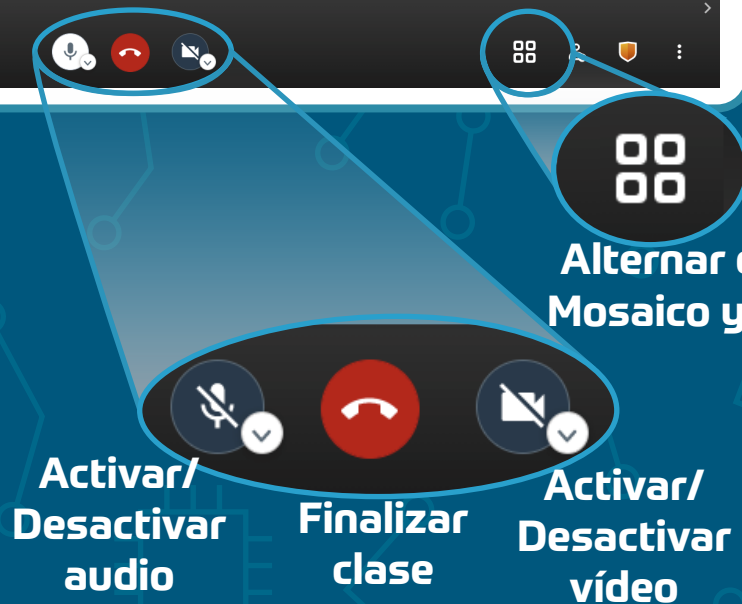 Alternar
Mosaico y
Activar/
Desactivar
audio
Finalizar
clase
Activar/
Desactivar
vídeo